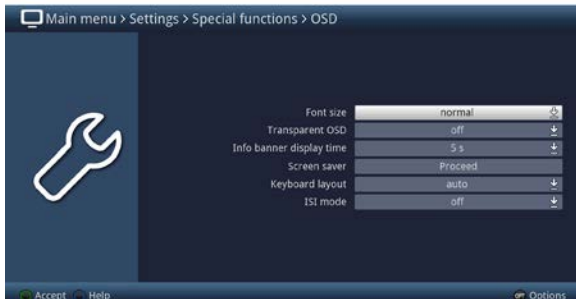 Main menu > Settings > Special functions > OSD
Font size normal
Transparent OSD off
Info banner display time 5 s
Screen saver Proceed
Keyboard layout auto
ISI mode off
Accept Help Options